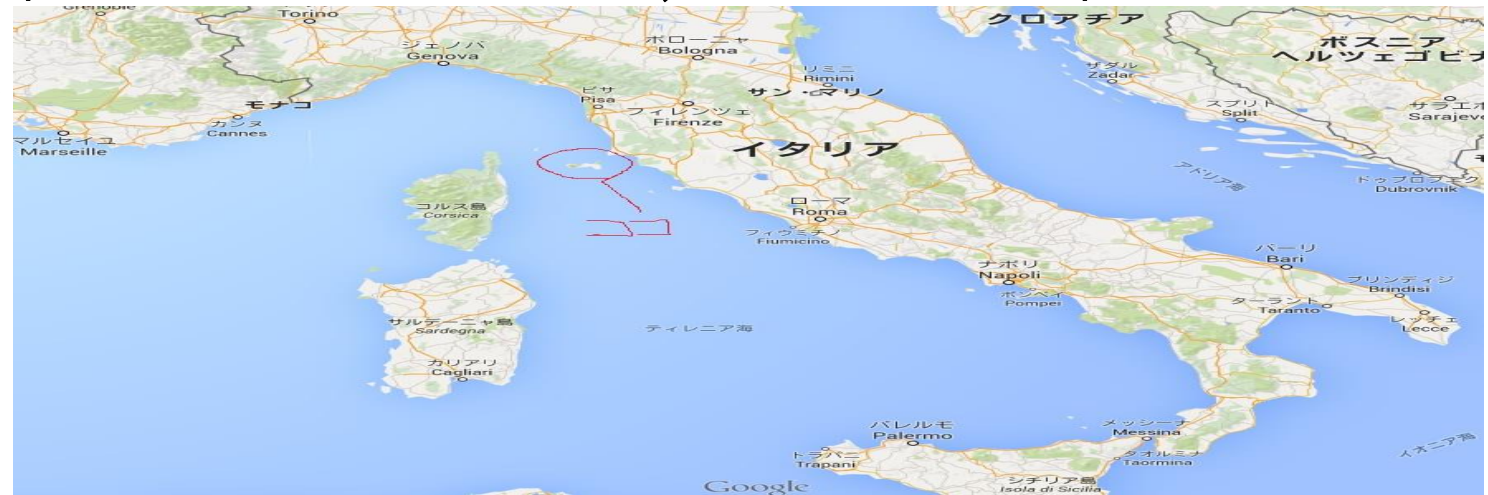 Grenoble
トリノ
Torino
クロアチア
ボローニャ
Bologna
ジェノバ
Genova
ボスニア
ヘルツェゴビナ
リミニ
Rimini
ザダル
Zadar
サン・マリノ
ピサ
Pisa
モナコ
フィレンツェ
Firenze
カンヌ
Cannes
スプリト
Split
サラエボ
Sarajevo
マルセイユ
Marseille
イタリア
アドリア海
ドゥブロブニク
Dubrovnik
コルス島
Corsica
ローマ
Roma
ココ
フィウミチノ
Fiumicino
バーリ
Bari
ナポリ
Napoli
ブリンディジ
Brindisi
ポンペイ
Pompei
ターラント
Taranto
サルデーニャ島
Sardegna
ティレニア海
レッチェ
Lecce
カリアリ
Cagliari
パレルモ
Palermo
メッシーナ
Messina
イオニア海
トラパニ
Trapani
タオルミナ
Taormina
シチリア島
Isola di Sicilia
Google